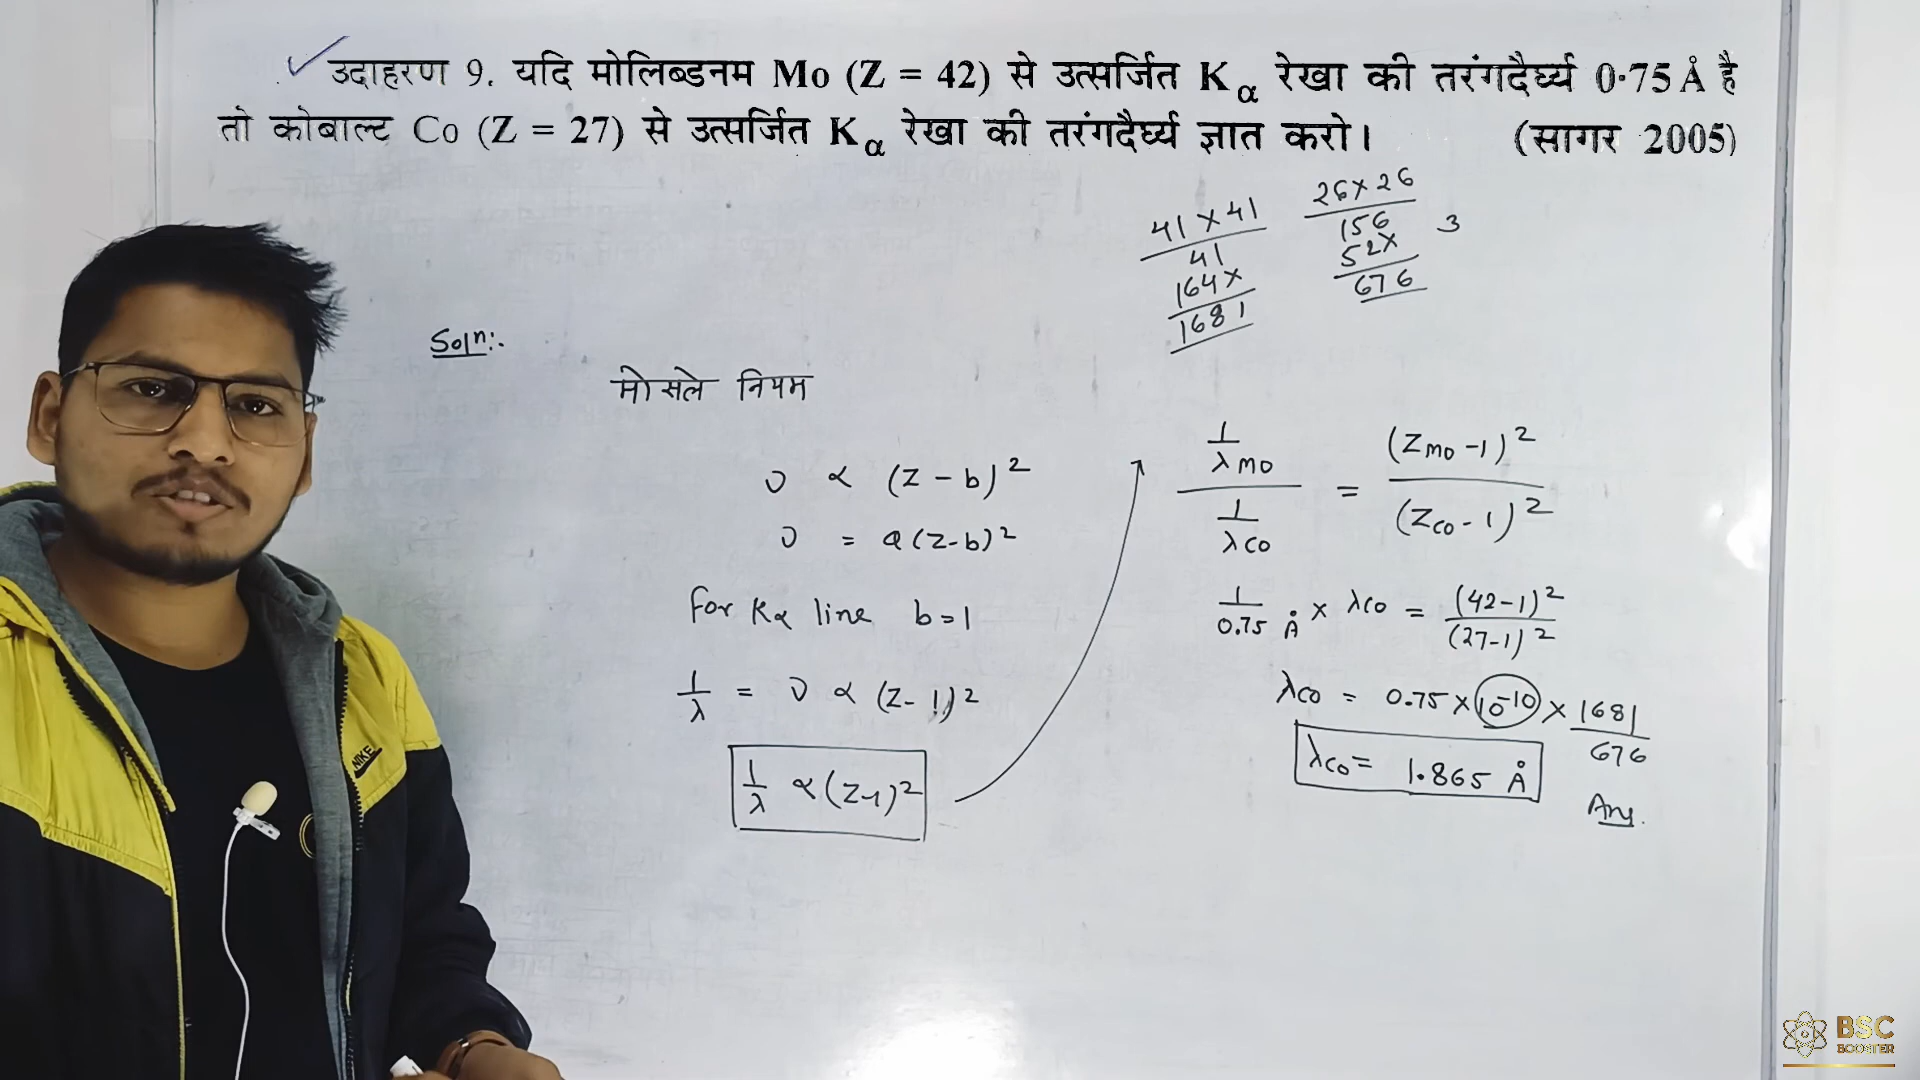 उदाहरण 9. यदि मोलिब्डनम Mo (Z = 42) से उत्सर्जित Kα रेखा की तरंगदैर्घ्य 0·75 Å है
तो कोबाल्ट Co (Z = 27) से उत्सर्जित Kα रेखा की तरंगदैर्घ्य ज्ञात करो। (सागर 2005)
41 × 41
41
164×
1681
26×26
156
52×
676
3
Soln:.
मोसले नियम
ν ∝ (Z - b)²
ν = a(Z-b)²
For Kα line b=1
1/λ = ν ∝ (Z-1)²
1/λ ∝ (Z-1)²
(1/λMo)/(1/λCo) = (ZMo-1)²/(ZCo-1)²
1/0.75 Å × λCo = (42-1)²/(27-1)²
λCo = 0.75×10⁻¹⁰ × 1681/676
λCo= 1.865 Å
Ans.
NIKE
BSC
BOOSTER